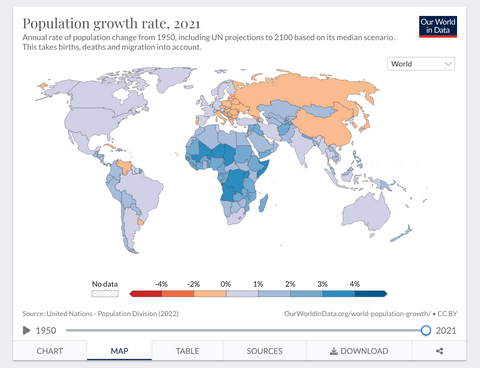 Population growth rate, 2021
Our World
in Data
Annual rate of population change from 1950, including UN projections to 2100 based on its median scenario.
This takes births, deaths and migration into account.
World
No data
-4%
-2%
0%
1%
2%
3%
4%
Source: United Nations - Population Division (2022)
OurWorldInData.org/world-population-growth/ • CC BY
1950
2021
CHART
MAP
TABLE
SOURCES
DOWNLOAD